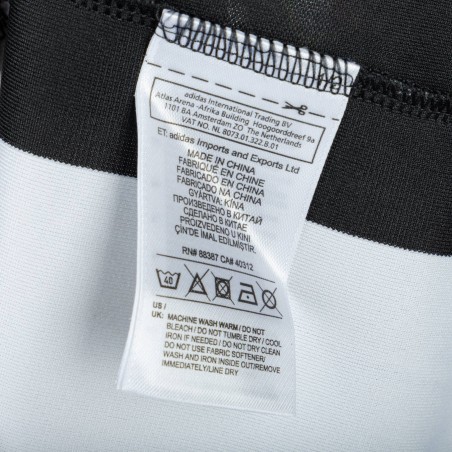 adidas International Trading BV
Atlas Arena -Afrika Building Hoogoorddreef 9a
1101 BA Amsterdam ZO The Netherlands
VAT NO. NL 8073.01.322.B.01
ET: adidas Imports and Exports Ltd
MADE IN CHINA
FABRIQUÉ EN CHINE
FABRICADO EN CHINA
FABRICADO NA CHINA
GYÁRTVA: KÍNA
ПРОИЗВЕДЕНО В КИТАЙ
СДЕЛАНО В КИТАЕ
PROIZVEDENO U KINI
ÇİN'DE İMAL EDİLMİŞTİR.
RN# 88387 CA# 40312
40
US /
UK: MACHINE WASH WARM / DO NOT
BLEACH / DO NOT TUMBLE DRY / COOL
IRON IF NEEDED / DO NOT DRY CLEAN
DO NOT USE FABRIC SOFTENER/
WASH AND IRON INSIDE OUT/REMOVE
IMMEDIATELY/LINE DRY